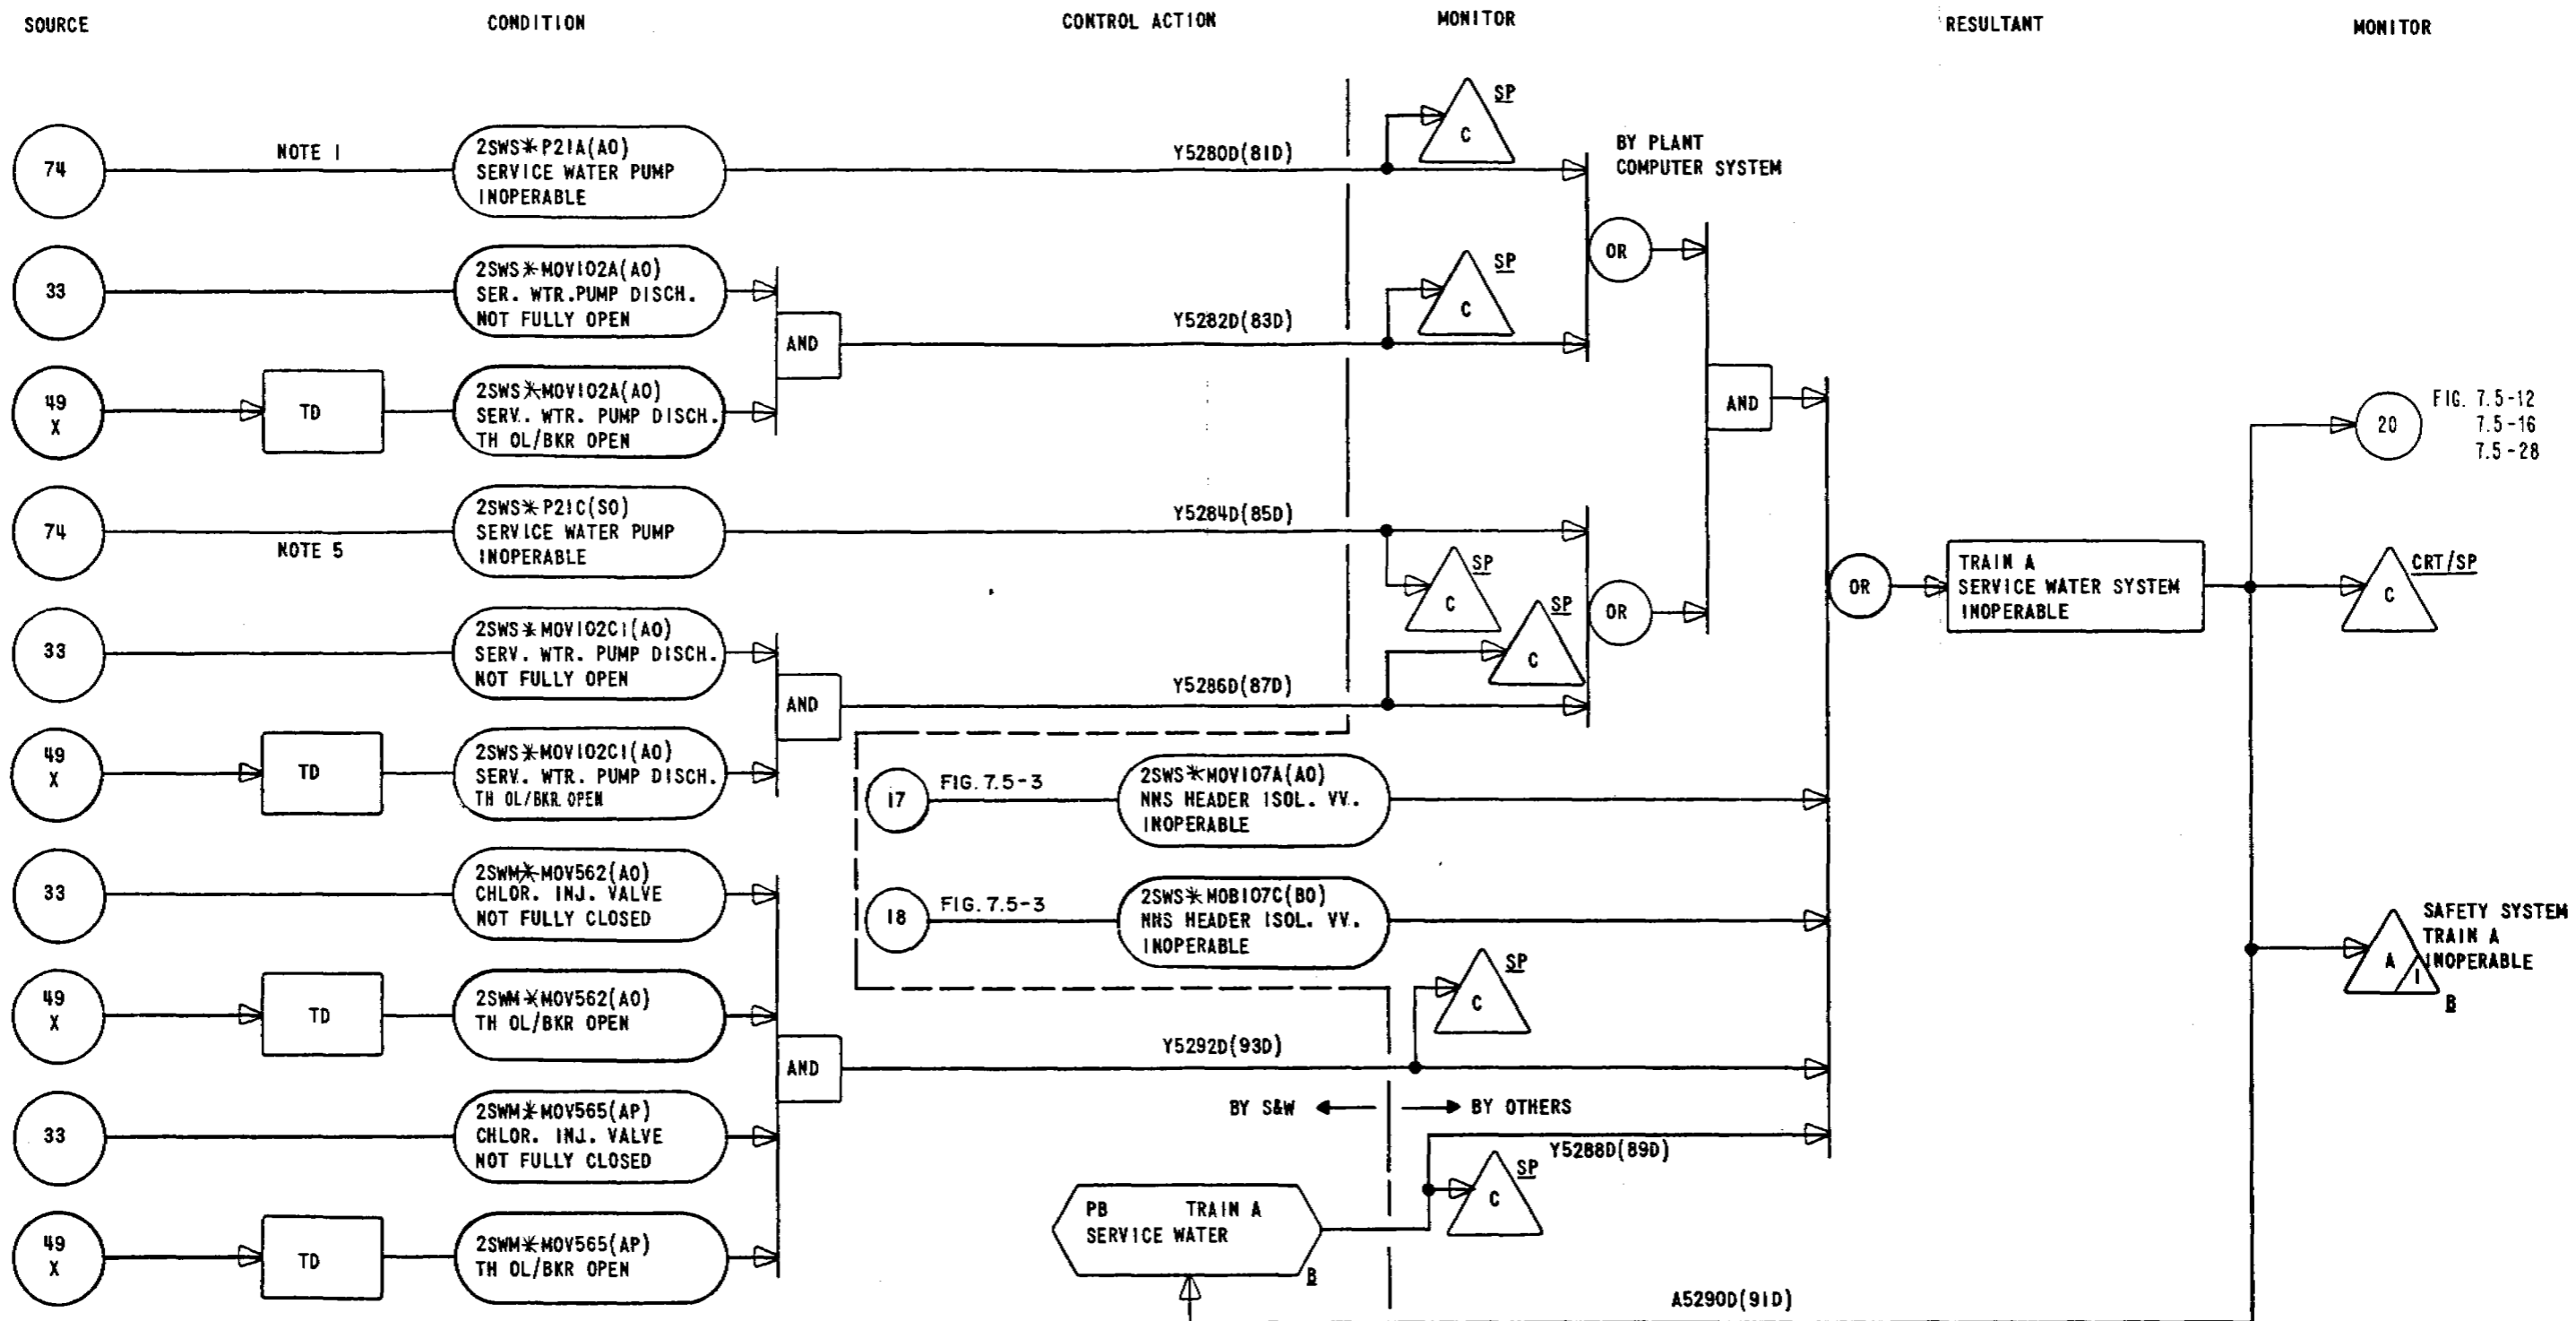 SOURCE CONDITION CONTROL ACTION MONITOR RESULTANT MONITOR
74
NOTE 1
2SWS*P21A(AO)
SERVICE WATER PUMP
INOPERABLE
Y5280D(81D)
SP
C
BY PLANT
COMPUTER SYSTEM
33
2SWS*MOV102A(AO)
SER. WTR.PUMP DISCH.
NOT FULLY OPEN
AND
Y5282D(83D)
SP
C
OR
49
X
TD
2SWS*MOV102A(AO)
SERV. WTR. PUMP DISCH.
TH OL/BKR OPEN
AND
20
FIG. 7.5-12
7.5-16
7.5-28
74
NOTE 5
2SWS*P21C(SO)
SERVICE WATER PUMP
INOPERABLE
Y5284D(85D)
SP
C
OR
OR
TRAIN A
SERVICE WATER SYSTEM
INOPERABLE
CRT/SP
C
33
2SWS*MOV102C1(AO)
SERV. WTR. PUMP DISCH.
NOT FULLY OPEN
AND
Y5286D(87D)
SP
C
49
X
TD
2SWS*MOV102C1(AO)
SERV. WTR. PUMP DISCH.
TH OL/BKR OPEN
17
FIG. 7.5-3
2SWS*MOV107A(AO)
NNS HEADER ISOL. VV.
INOPERABLE
33
2SWM*MOV562(AO)
CHLOR. INJ. VALVE
NOT FULLY CLOSED
18
FIG. 7.5-3
2SWS*MOB107C(BO)
NNS HEADER ISOL. VV.
INOPERABLE
SAFETY SYSTEM
TRAIN A
INOPERABLE
A
1
B
49
X
TD
2SWM*MOV562(AO)
TH OL/BKR OPEN
AND
Y5292D(93D)
SP
C
BY S&W BY OTHERS
33
2SWM*MOV565(AP)
CHLOR. INJ. VALVE
NOT FULLY CLOSED
Y5288D(89D)
SP
C
PB TRAIN A
SERVICE WATER
B
49
X
TD
2SWM*MOV565(AP)
TH OL/BKR OPEN
A5290D(91D)